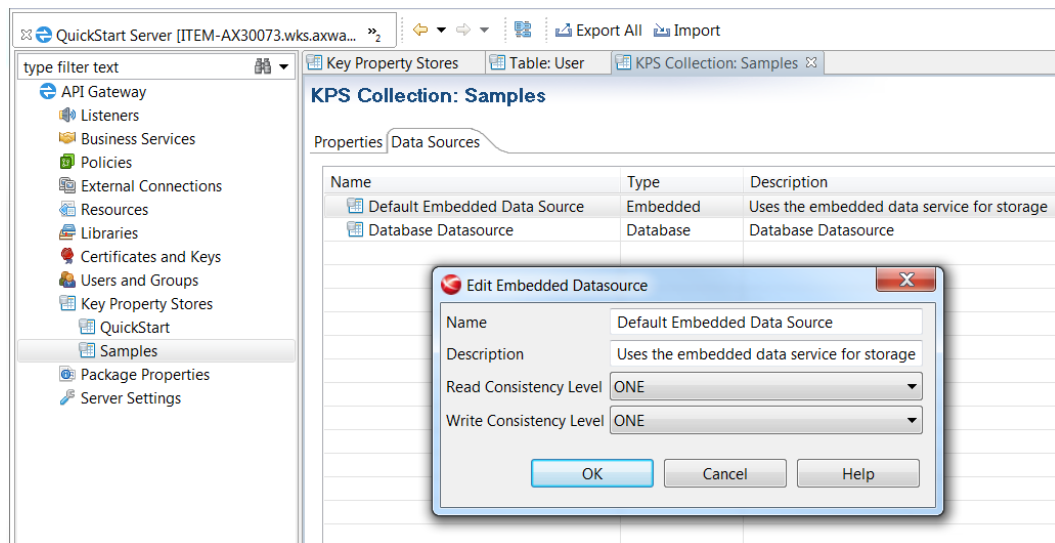 QuickStart Server [ITEM-AX30073.wks.axwa... »2 Export All Import
type filter text
API Gateway
Listeners
Business Services
Policies
External Connections
Resources
Libraries
Certificates and Keys
Users and Groups
Key Property Stores
QuickStart
Samples
Package Properties
Server Settings
Key Property Stores Table: User KPS Collection: Samples
KPS Collection: Samples
Properties Data Sources
Name Type Description
Default Embedded Data Source Embedded Uses the embedded data service for storage
Database Datasource Database Database Datasource
Edit Embedded Datasource
Name Default Embedded Data Source
Description Uses the embedded data service for storage
Read Consistency Level ONE
Write Consistency Level ONE
OK Cancel Help